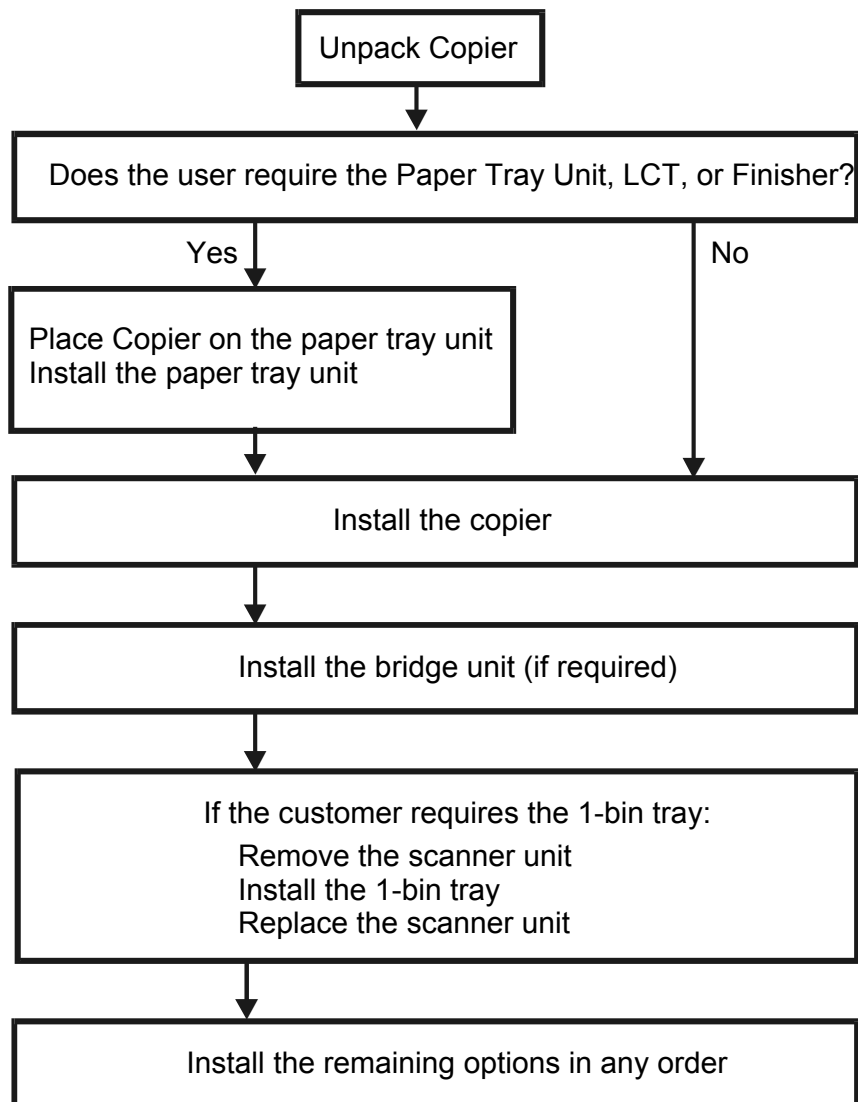 Unpack Copier
Does the user require the Paper Tray Unit, LCT, or Finisher?
Yes
No
Place Copier on the paper tray unit
Install the paper tray unit
Install the copier
Install the bridge unit (if required)
If the customer requires the 1-bin tray:
Remove the scanner unit
Install the 1-bin tray
Replace the scanner unit
Install the remaining options in any order